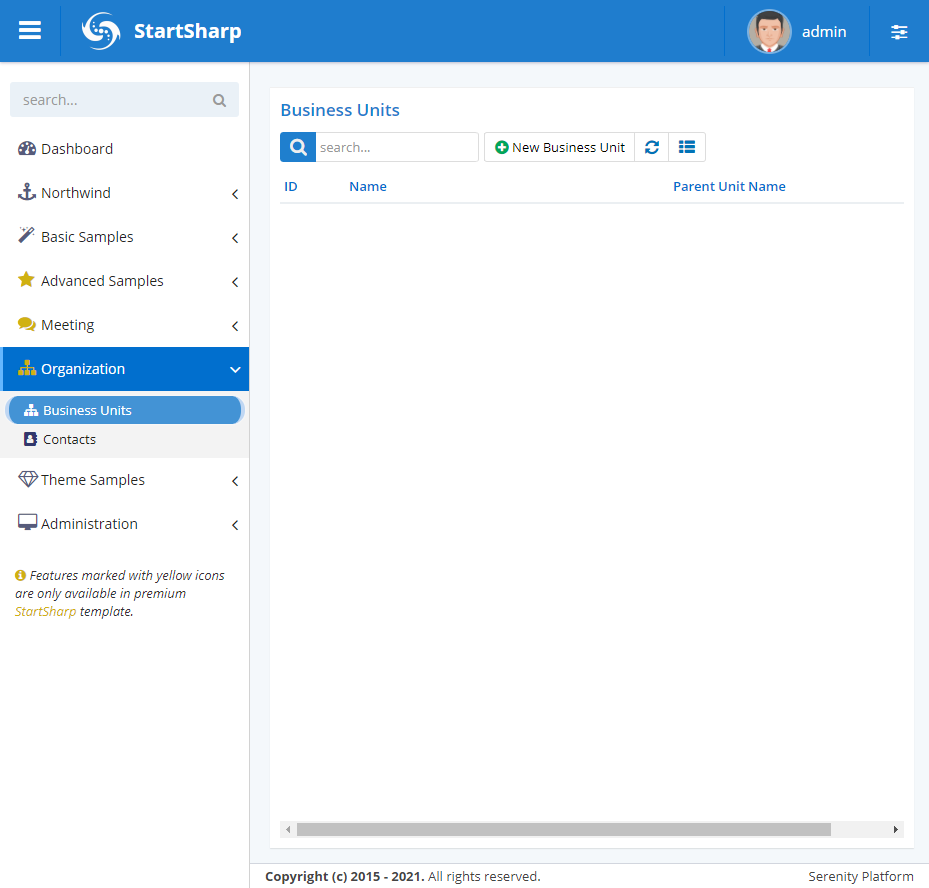 StartSharp
admin
search...
Dashboard
Northwind
Basic Samples
Advanced Samples
Meeting
Organization
Business Units
Contacts
Theme Samples
Administration
Features marked with yellow icons
are only available in premium
StartSharp template.
Business Units
search...
New Business Unit
ID Name Parent Unit Name
Copyright (c) 2015 - 2021. All rights reserved.
Serenity Platform